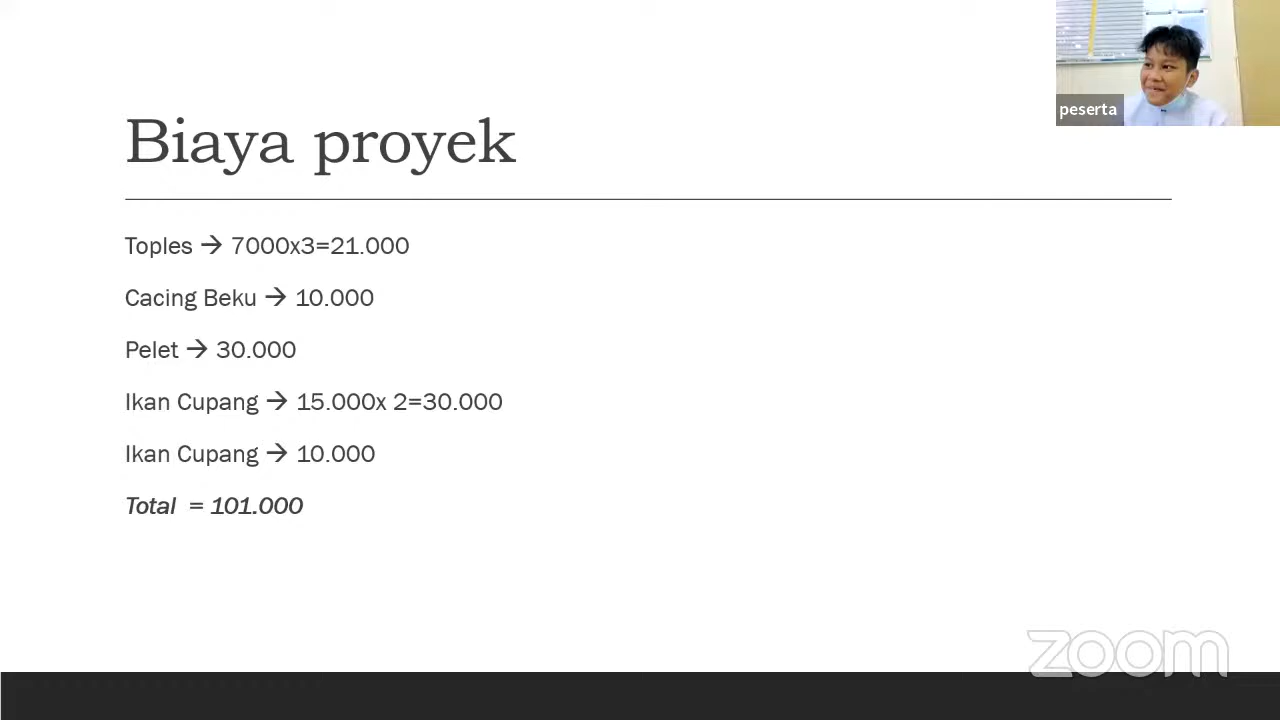 peserta
Biaya proyek
Toples → 7000x3=21.000
Cacing Beku → 10.000
Pelet → 30.000
Ikan Cupang → 15.000x 2=30.000
Ikan Cupang → 10.000
Total = 101.000
zoom